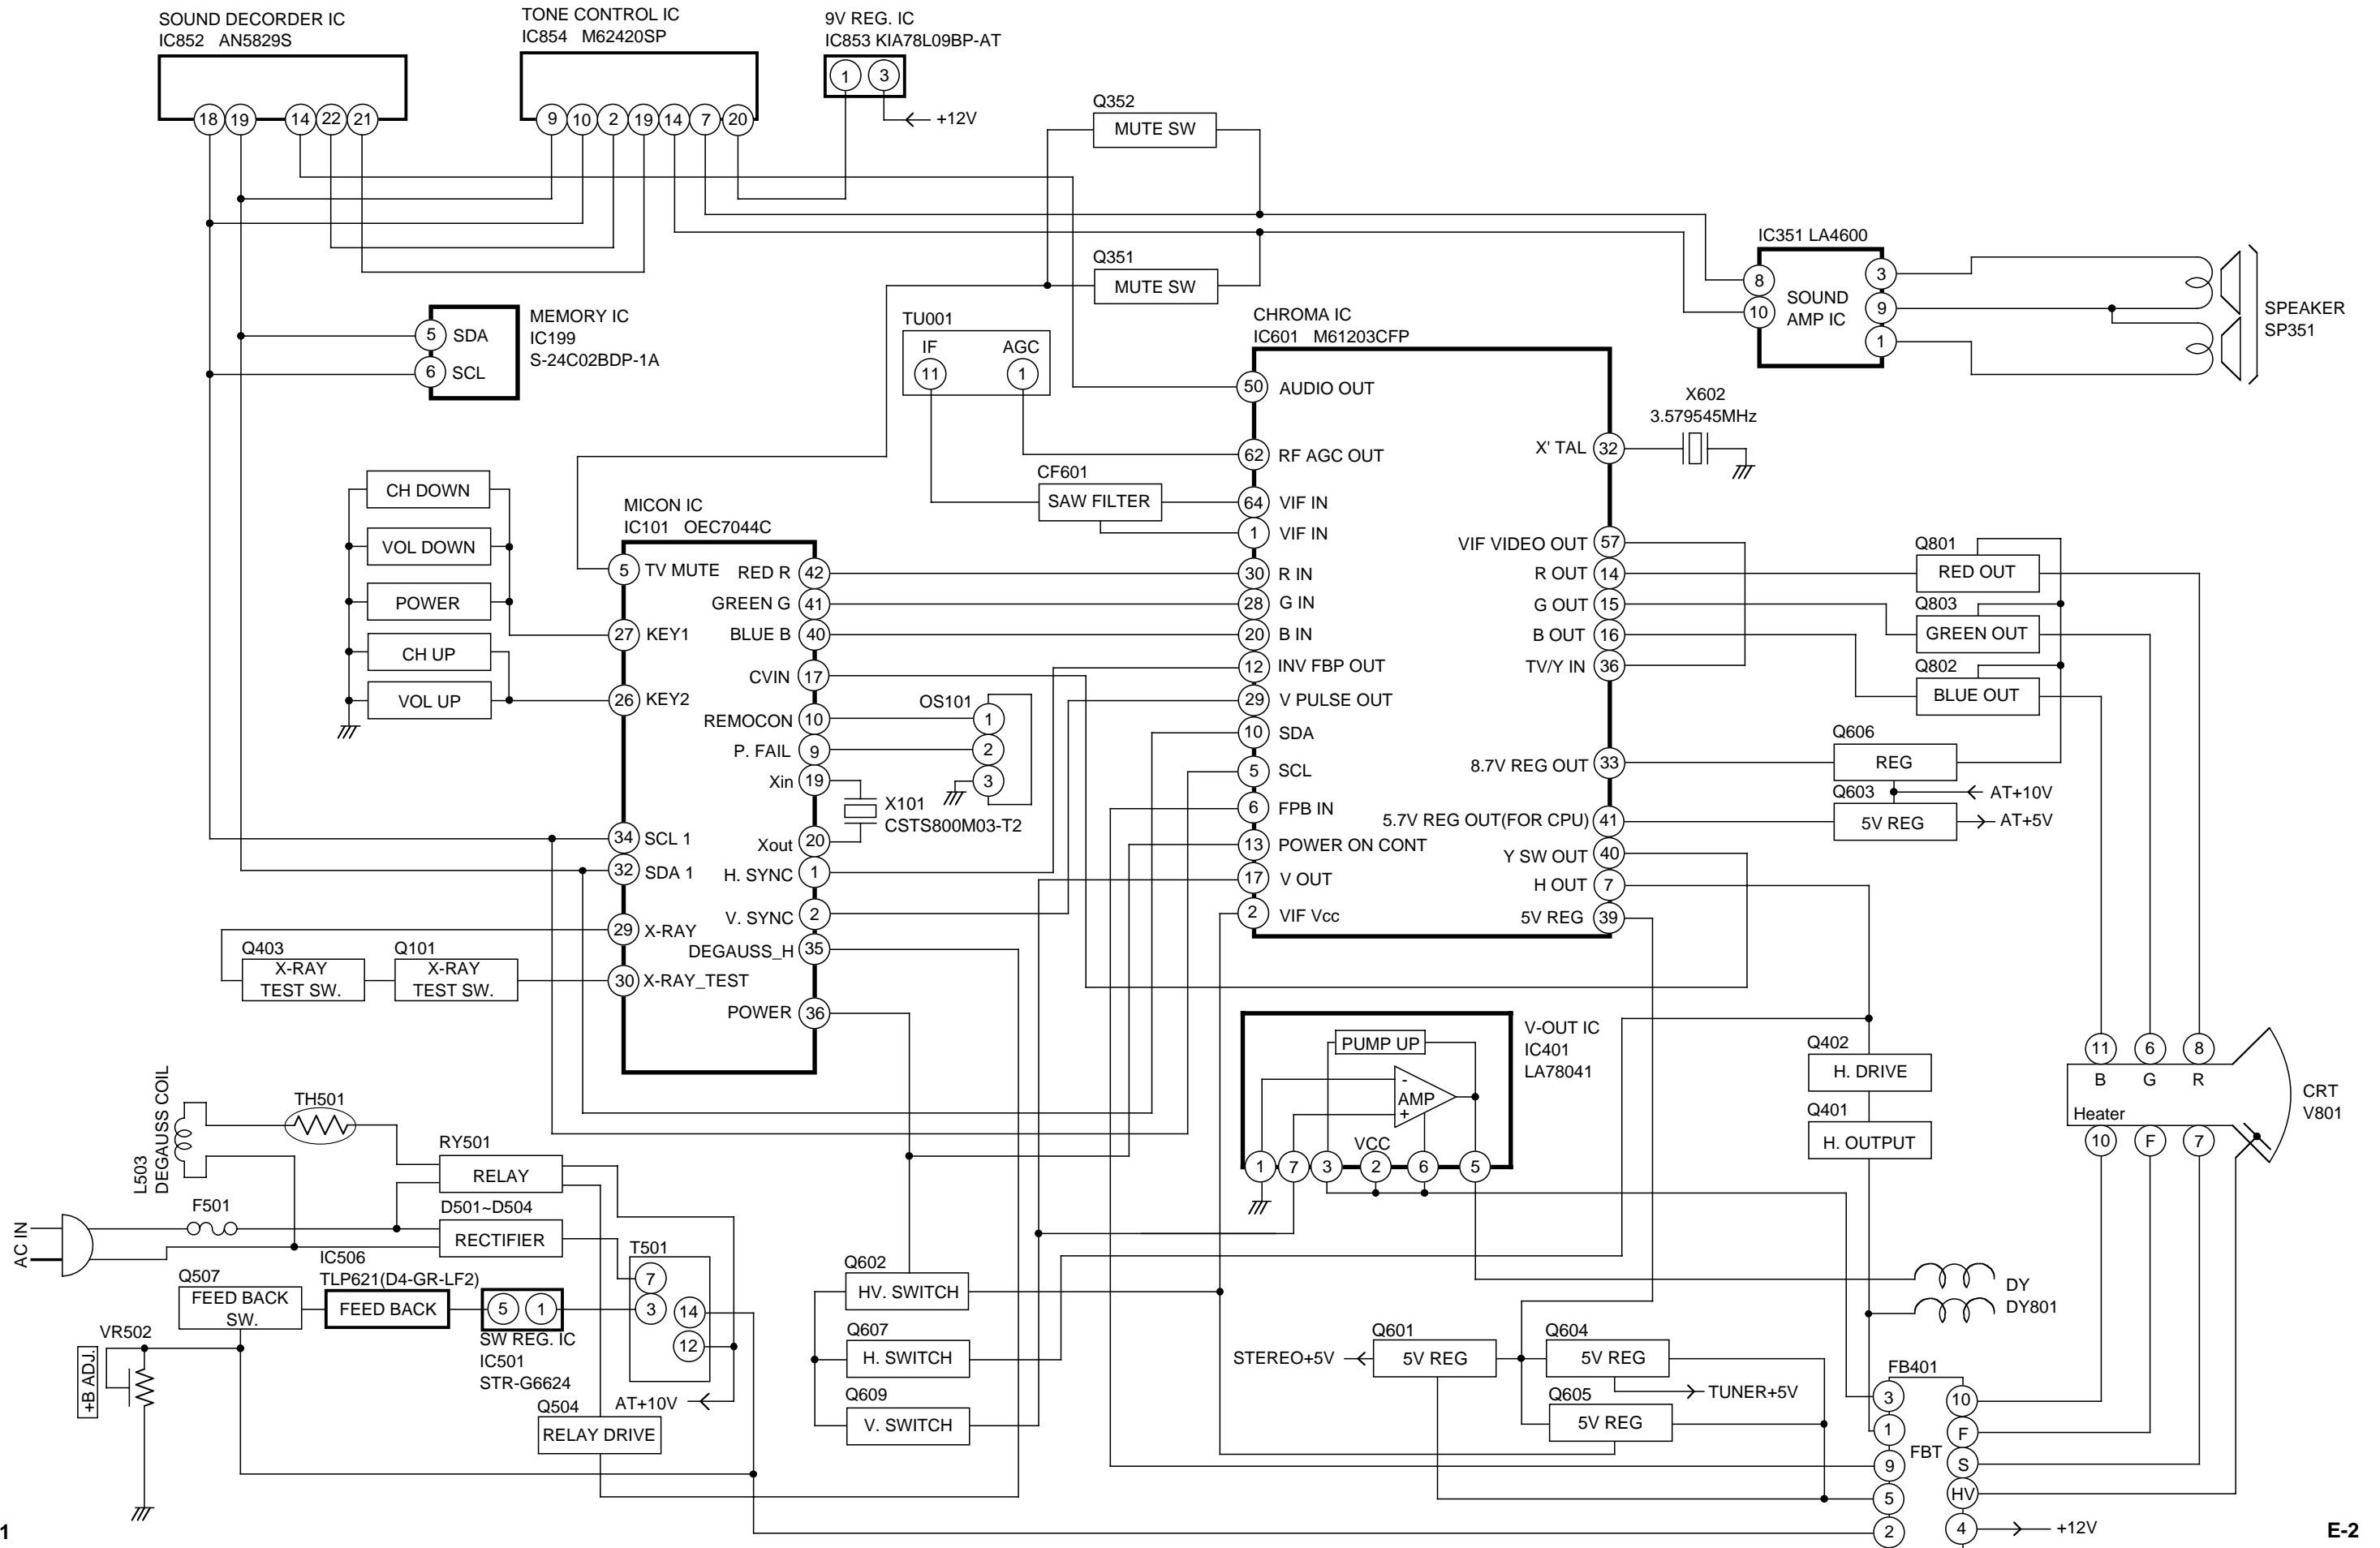 SOUND DECORDER IC
IC852 AN5829S
18 19 14 22 21
TONE CONTROL IC
IC854 M62420SP
9 10 2 19 14 7 20
9V REG. IC
IC853 KIA78L09BP-AT
1 3
+12V
Q352
MUTE SW
Q351
MUTE SW
IC351 LA4600
8
10
SOUND
AMP IC
3
9
1
SPEAKER
SP351
MEMORY IC
IC199
S-24C02BDP-1A
5 SDA
6 SCL
TU001
IF AGC
11 1
CF601
SAW FILTER
CHROMA IC
IC601 M61203CFP
50 AUDIO OUT
62 RF AGC OUT
64 VIF IN
1 VIF IN
30 R IN
28 G IN
20 B IN
12 INV FBP OUT
29 V PULSE OUT
10 SDA
5 SCL
6 FPB IN
13 POWER ON CONT
17 V OUT
2 VIF Vcc
X' TAL 32
VIF VIDEO OUT 57
R OUT 14
G OUT 15
B OUT 16
TV/Y IN 36
8.7V REG OUT 33
5.7V REG OUT(FOR CPU) 41
Y SW OUT 40
H OUT 7
5V REG 39
X602
3.579545MHz
CH DOWN
VOL DOWN
POWER
CH UP
VOL UP
MICON IC
IC101 OEC7044C
5 TV MUTE
27 KEY1
26 KEY2
34 SCL 1
32 SDA 1
29 X-RAY
30 X-RAY_TEST
RED R 42
GREEN G 41
BLUE B 40
CVIN 17
REMOCON 10
P. FAIL 9
Xin 19
Xout 20
H. SYNC 1
V. SYNC 2
DEGAUSS_H 35
POWER 36
OS101
1
2
3
X101
CSTS800M03-T2
Q403
X-RAY
TEST SW.
Q101
X-RAY
TEST SW.
Q801
RED OUT
Q803
GREEN OUT
Q802
BLUE OUT
Q606
REG
AT+10V
Q603
5V REG
AT+5V
V-OUT IC
IC401
LA78041
PUMP UP
-
AMP
+
VCC
1 7 3 2 6 5
Q402
H. DRIVE
Q401
H. OUTPUT
11 6 8
B G R
Heater
10 F 7
CRT
V801
L503
DEGAUSS COIL
TH501
RY501
RELAY
F501
AC IN
D501~D504
RECTIFIER
IC506
TLP621(D4-GR-LF2)
FEED BACK
Q507
FEED BACK
SW.
5 1
SW REG. IC
IC501
STR-G6624
T501
7
3
14
12
VR502
+B ADJ.
AT+10V
Q504
RELAY DRIVE
Q602
HV. SWITCH
Q607
H. SWITCH
Q609
V. SWITCH
STEREO+5V
Q601
5V REG
Q604
5V REG
TUNER+5V
Q605
5V REG
DY
DY801
FB401
3
1
9
5
2
FBT
10
F
S
HV
4
+12V
1
E-2